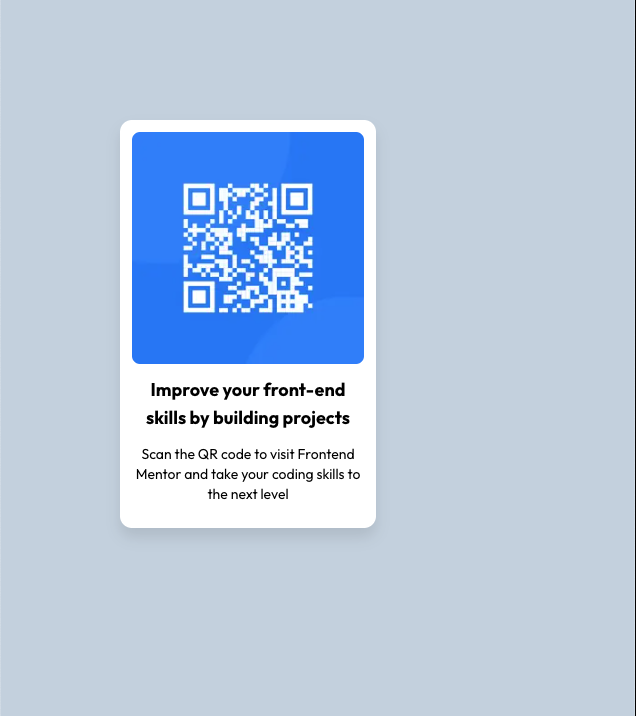 Improve your front-end
skills by building projects
Scan the QR code to visit Frontend
Mentor and take your coding skills to
the next level